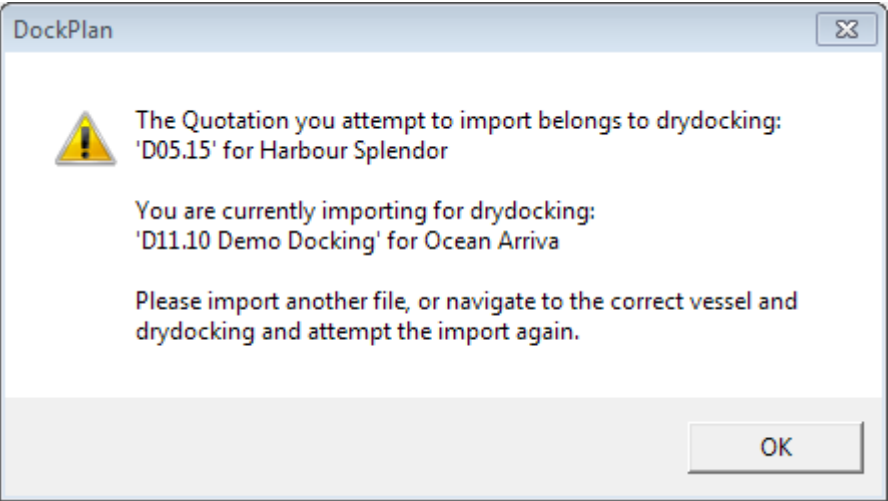 DockPlan
The Quotation you attempt to import belongs to drydocking:
'D05.15' for Harbour Splendor
You are currently importing for drydocking:
'D11.10 Demo Docking' for Ocean Arriva
Please import another file, or navigate to the correct vessel and
drydocking and attempt the import again.
OK